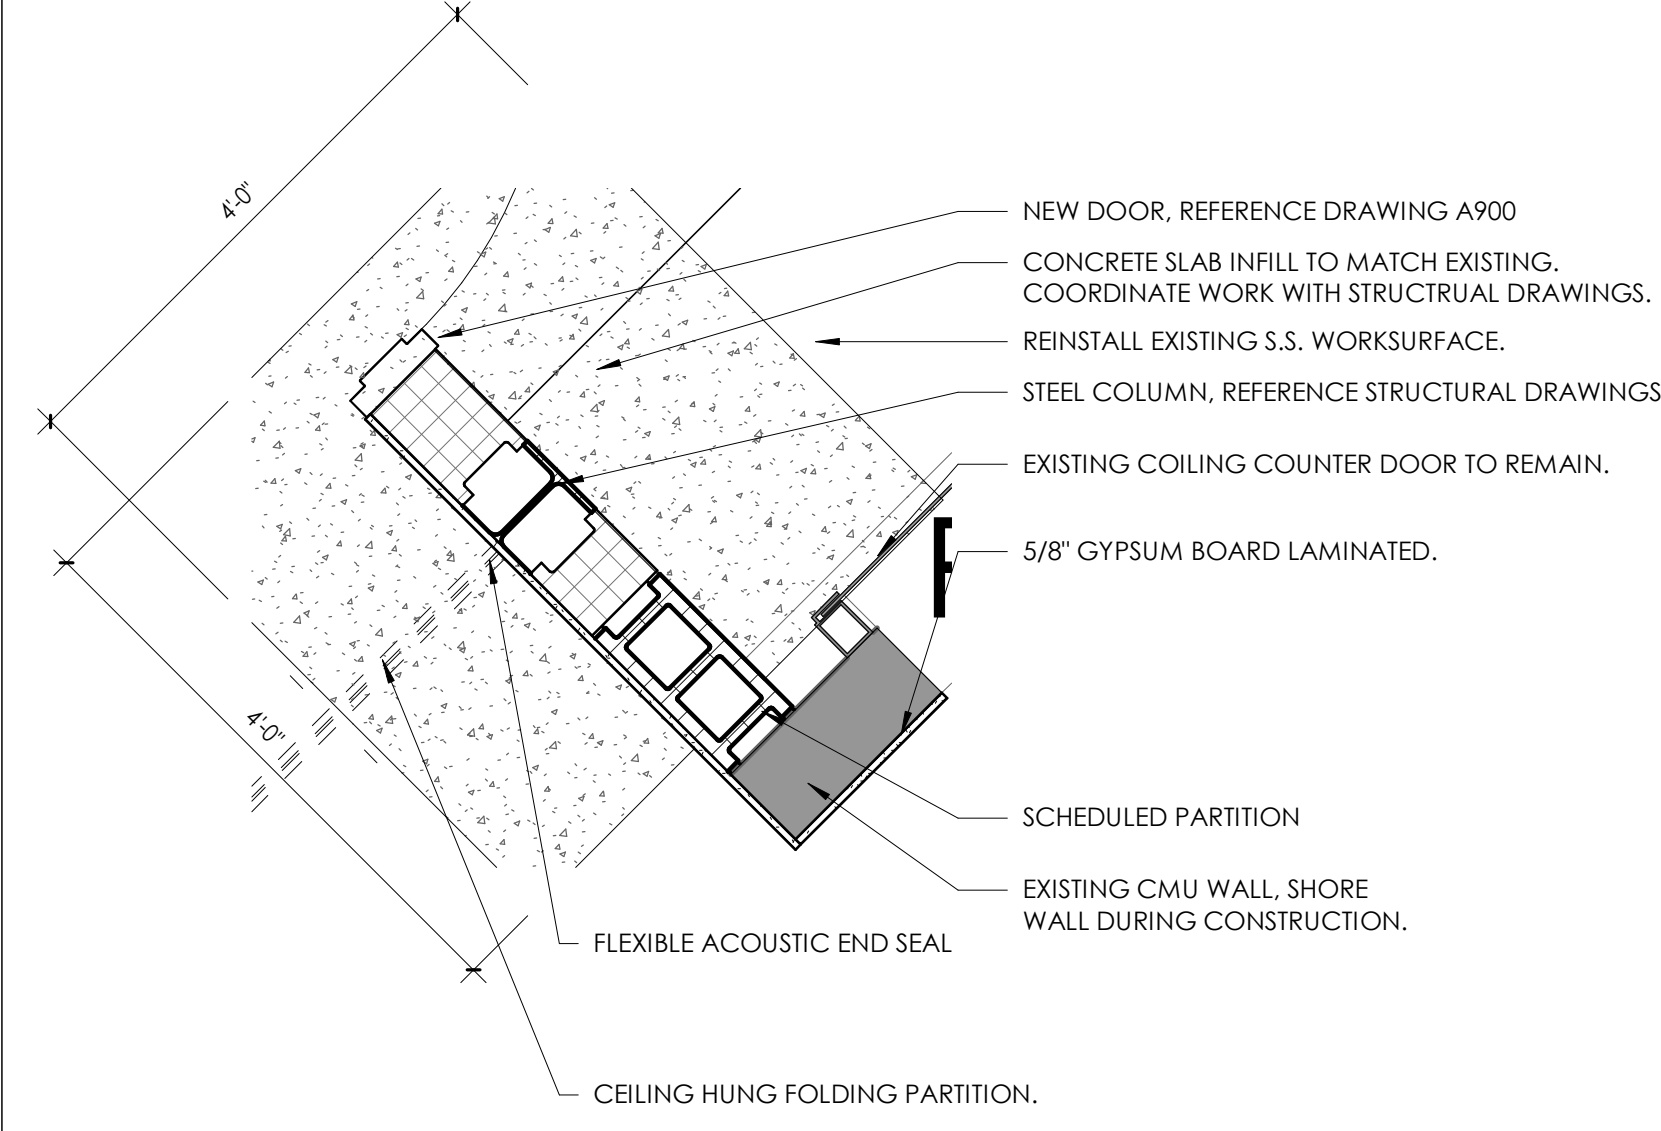 4'-0"
NEW DOOR, REFERENCE DRAWING A900
CONCRETE SLAB INFILL TO MATCH EXISTING.
COORDINATE WORK WITH STRUCTRUAL DRAWINGS.
REINSTALL EXISTING S.S. WORKSURFACE.
STEEL COLUMN, REFERENCE STRUCTURAL DRAWINGS
EXISTING COILING COUNTER DOOR TO REMAIN.
5/8" GYPSUM BOARD LAMINATED.
4'-0"
SCHEDULED PARTITION
EXISTING CMU WALL, SHORE
WALL DURING CONSTRUCTION.
FLEXIBLE ACOUSTIC END SEAL
CEILING HUNG FOLDING PARTITION.